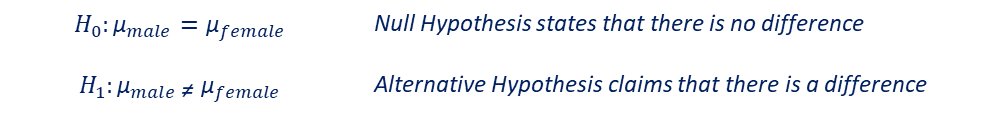 H₀: μ_male = μ_female Null Hypothesis states that there is no difference
H₁: μ_male ≠ μ_female Alternative Hypothesis claims that there is a difference